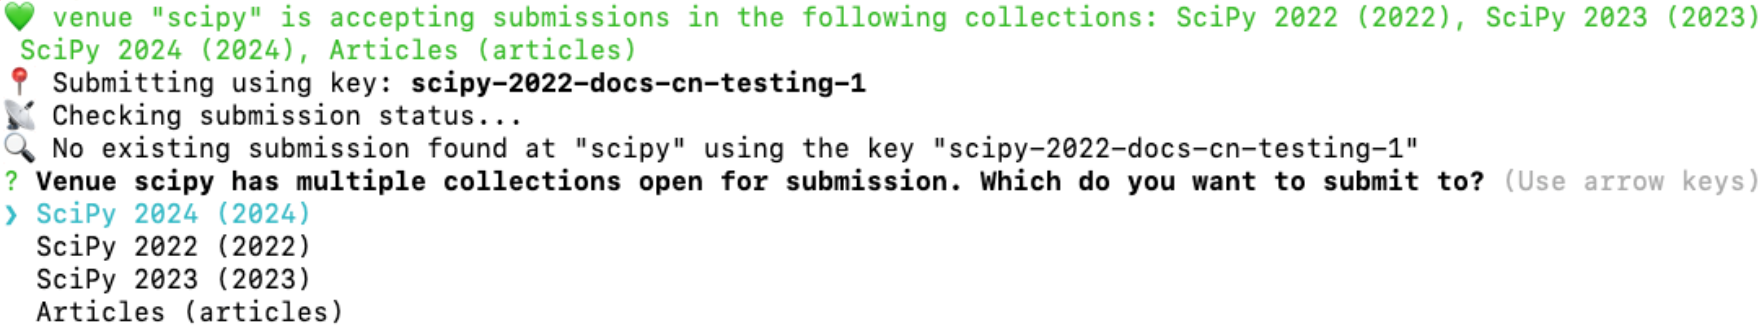 💚 venue "scipy" is accepting submissions in the following collections: SciPy 2022 (2022), SciPy 2023 (2023)
SciPy 2024 (2024), Articles (articles)
📍 Submitting using key: scipy-2022-docs-cn-testing-1
📡 Checking submission status...
🔍 No existing submission found at "scipy" using the key "scipy-2022-docs-cn-testing-1"
? Venue scipy has multiple collections open for submission. Which do you want to submit to? (Use arrow keys)
❯ SciPy 2024 (2024)
SciPy 2022 (2022)
SciPy 2023 (2023)
Articles (articles)